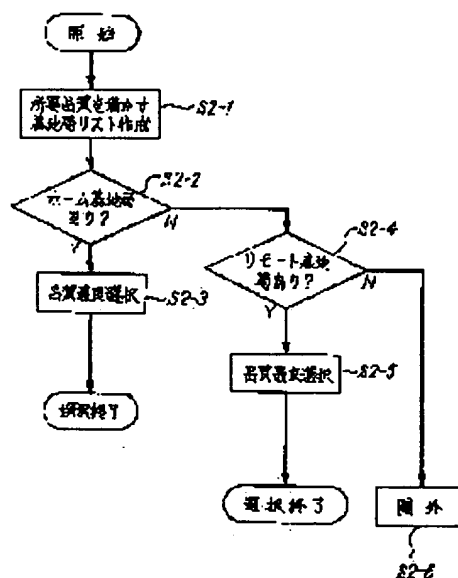 開始
所要品質を満たす
基地局リスト作成
S2-1
S2-2
ホーム基地局
あり?
Y
N
品質最良選択
S2-3
選択終了
S2-4
リモート基地
局あり?
Y
N
品質最良選択
S2-5
選択終了
圏外
S2-6